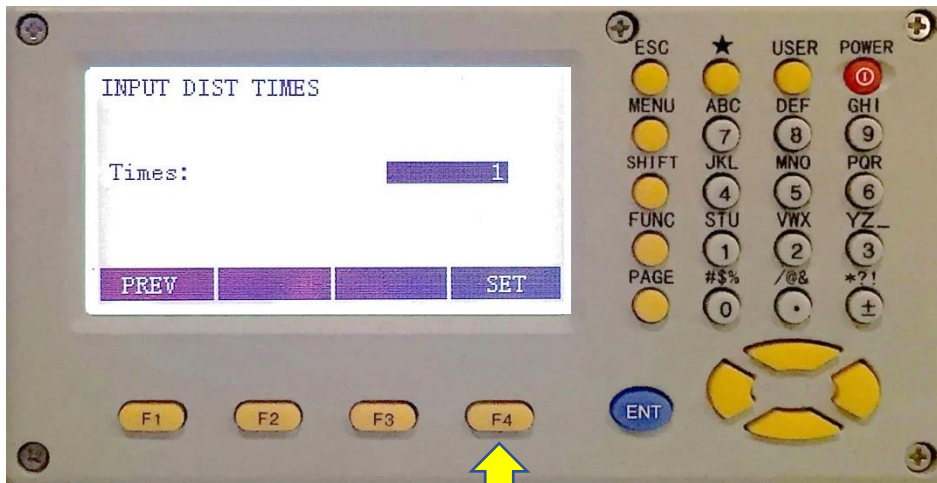 INPUT DIST TIMES
Times: 1
PREV SET
F1 F2 F3 F4
ESC ★ USER POWER
MENU ABC DEF GHI
7 8 9
SHIFT JKL MNO PQR
4 5 6
FUNC STU VWX YZ_
1 2 3
PAGE #$% /@& *?!
0 . ±
ENT